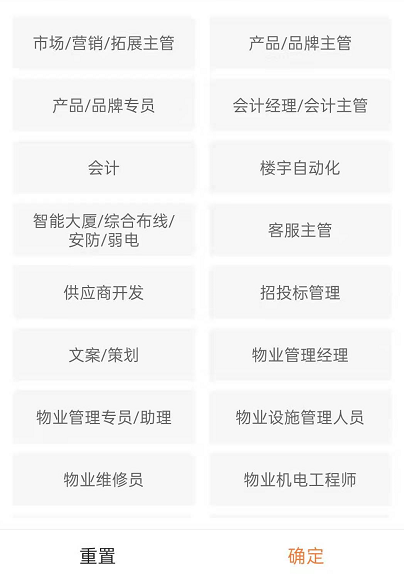 市场/营销/拓展主管
产品/品牌主管
产品/品牌专员
会计经理/会计主管
会计
楼宇自动化
智能大厦/综合布线/
安防/弱电
客服主管
供应商开发
招投标管理
文案/策划
物业管理经理
物业管理专员/助理
物业设施管理人员
物业维修员
物业机电工程师
重置
确定